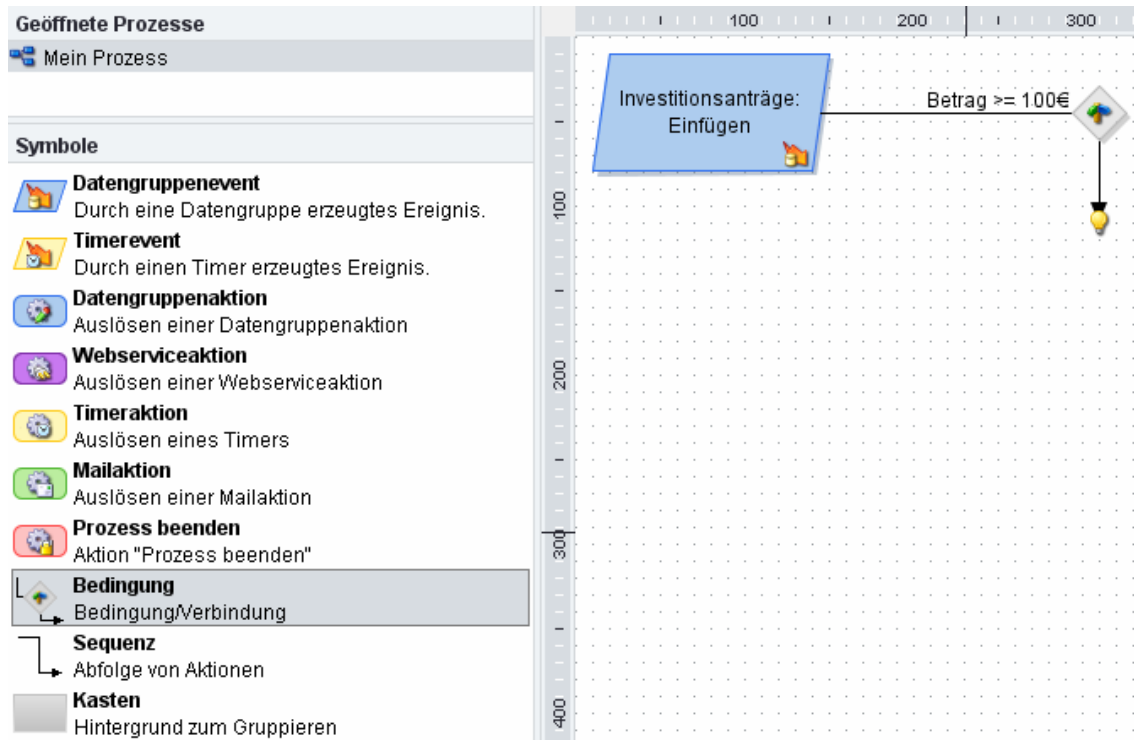 Geöffnete Prozesse
Mein Prozess
Symbole
Datengruppenevent
Durch eine Datengruppe erzeugtes Ereignis.
Timerevent
Durch einen Timer erzeugtes Ereignis.
Datengruppenaktion
Auslösen einer Datengruppenaktion
Webserviceaktion
Auslösen einer Webserviceaktion
Timeraktion
Auslösen eines Timers
Mailaktion
Auslösen einer Mailaktion
Prozess beenden
Aktion "Prozess beenden"
Bedingung
Bedingung/Verbindung
Sequenz
Abfolge von Aktionen
Kasten
Hintergrund zum Gruppieren
100 200 300
100
200
300
400
Investitionsanträge:
Einfügen
Betrag >= 100€